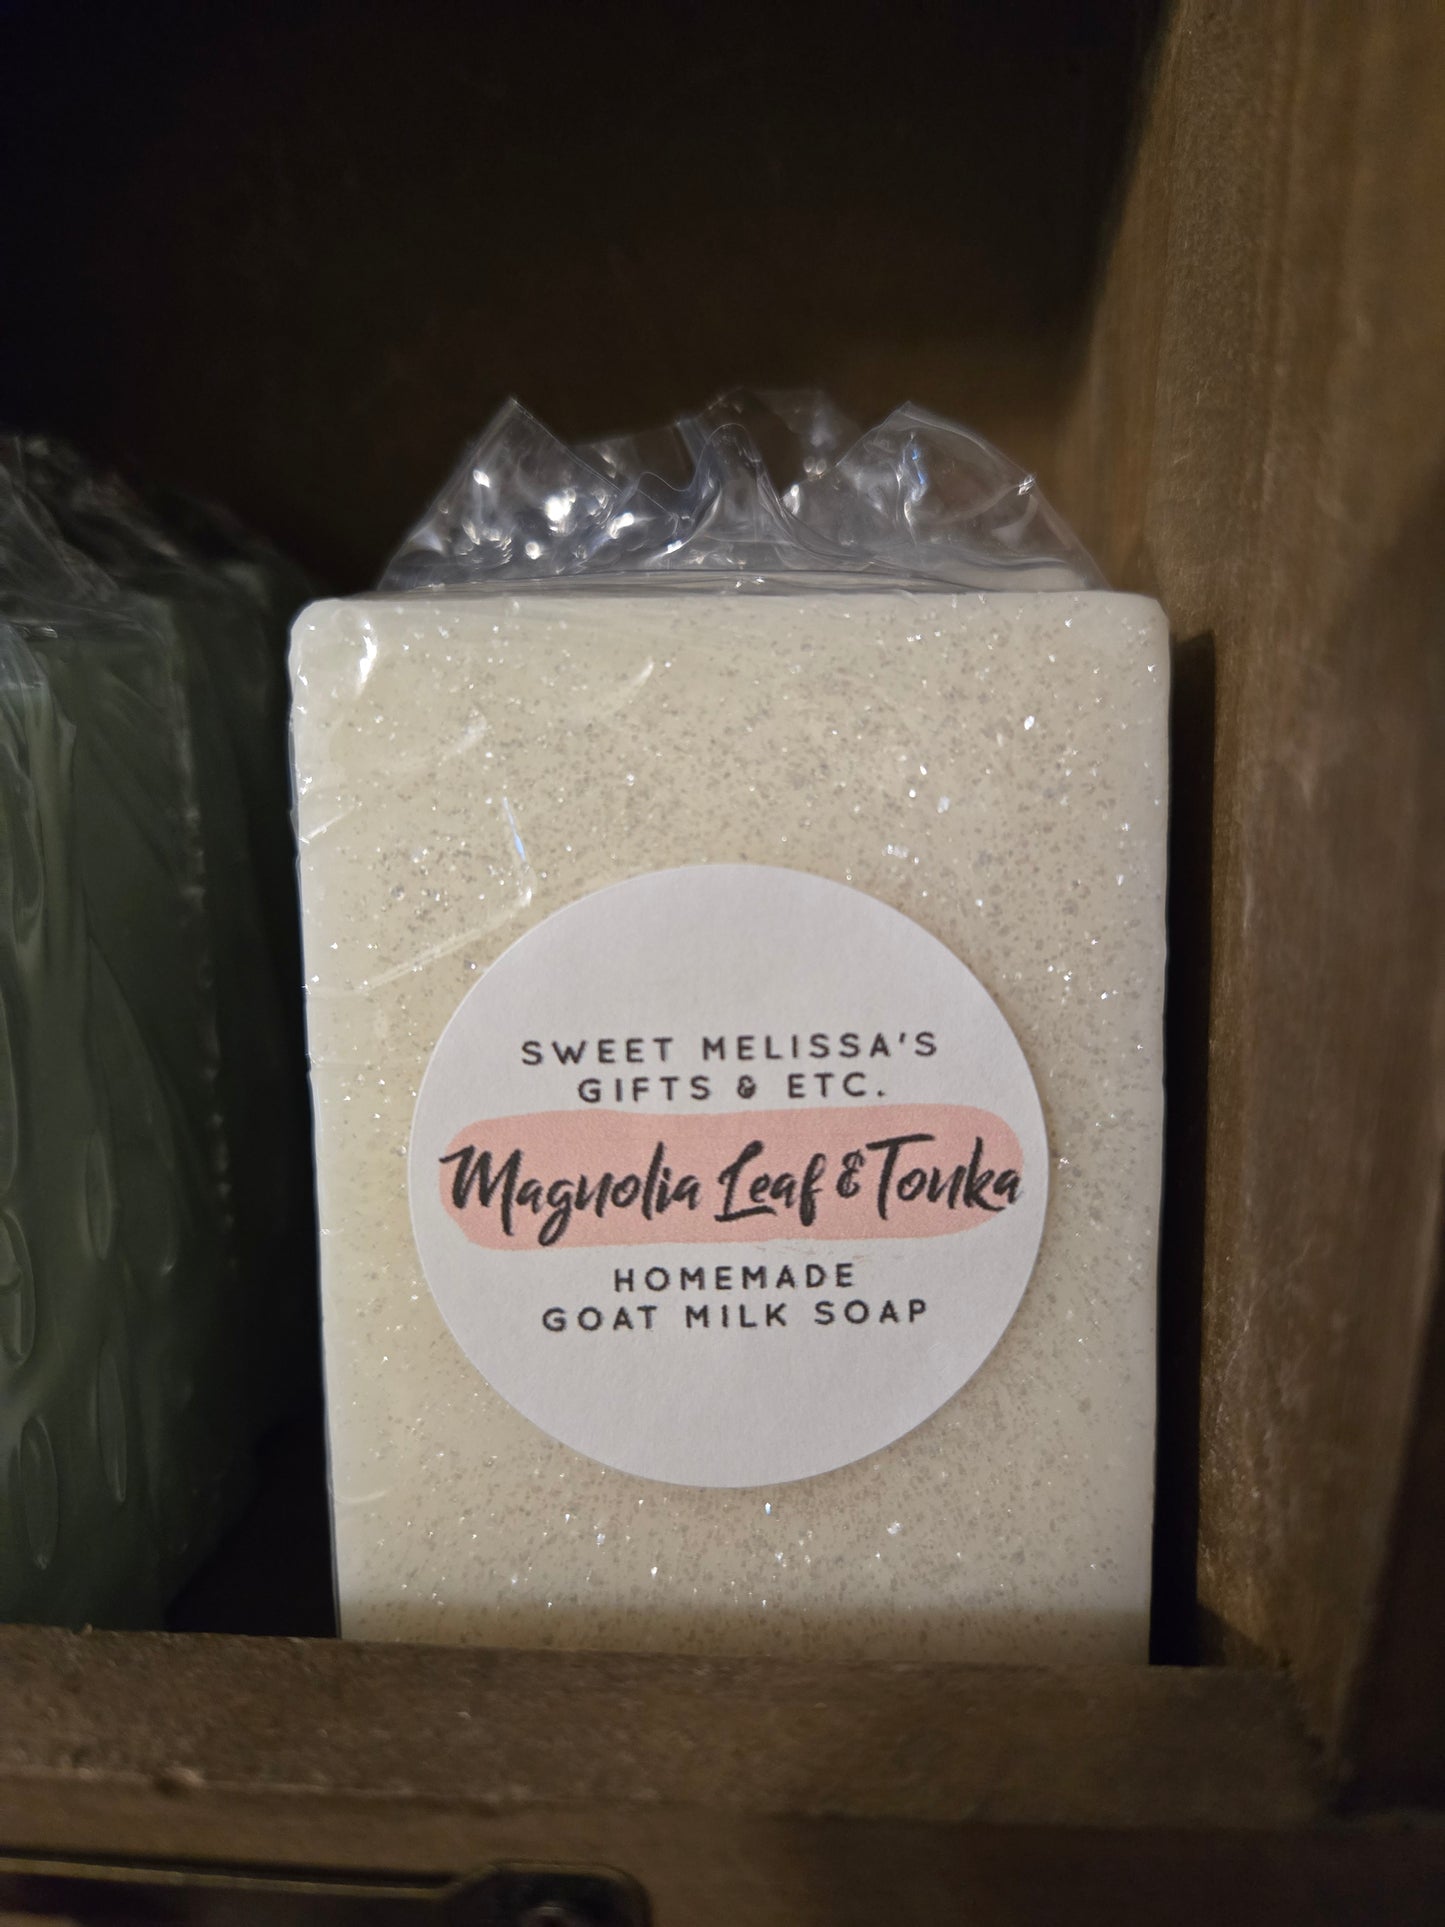 SWEET MELISSA'S
GIFTS & ETC.
Magnolia Leaf & Tonka
HOMEMADE
GOAT MILK SOAP